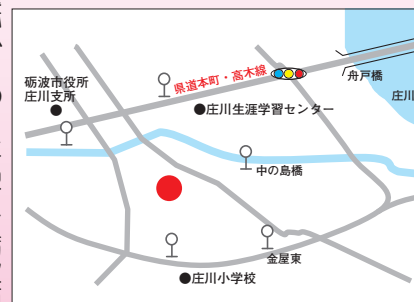 砺波市役所
庄川支所
県道本町・高木線
舟戸橋
庄川
●庄川生涯学習センター
中の島橋
金屋東
●庄川小学校